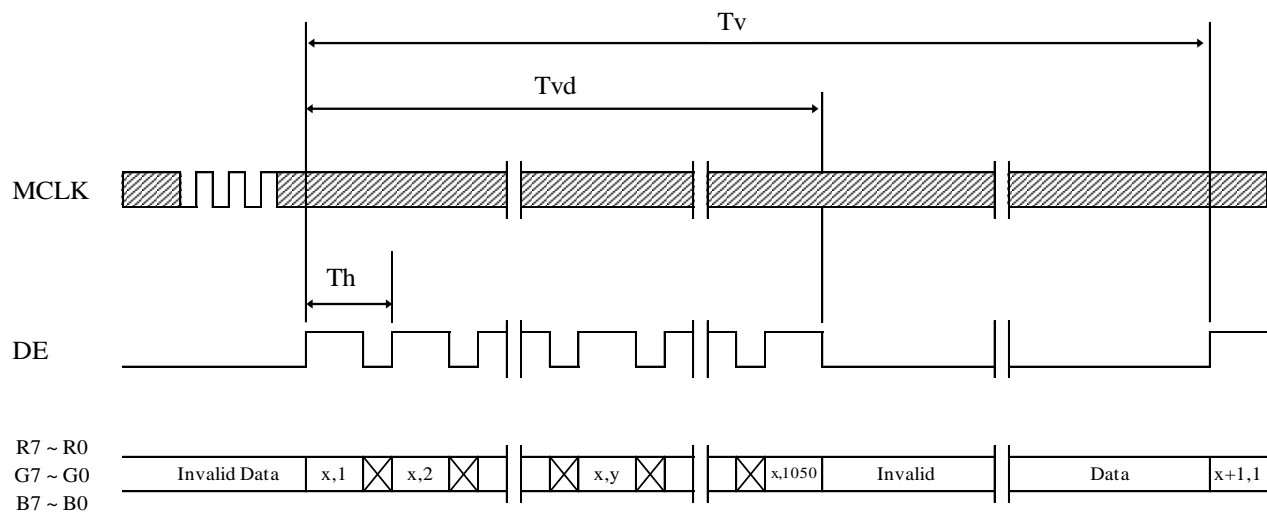 Tv
Tvd
MCLK
Th
DE
R7 ~ R0
G7 ~ G0
B7 ~ B0
Invalid Data x,1 x,2 x,y x,1050 Invalid Data x+1,1